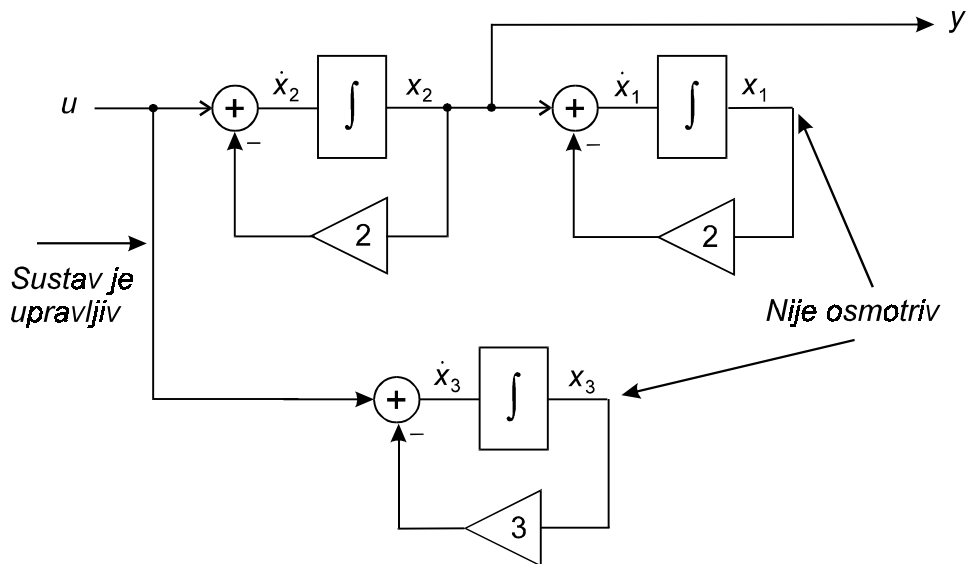 y
u
+
ẋ₂
∫
x₂
+
ẋ₁
∫
x₁
–
–
2
2
Sustav je
upravljiv
Nije osmotriv
+
ẋ₃
∫
x₃
–
3